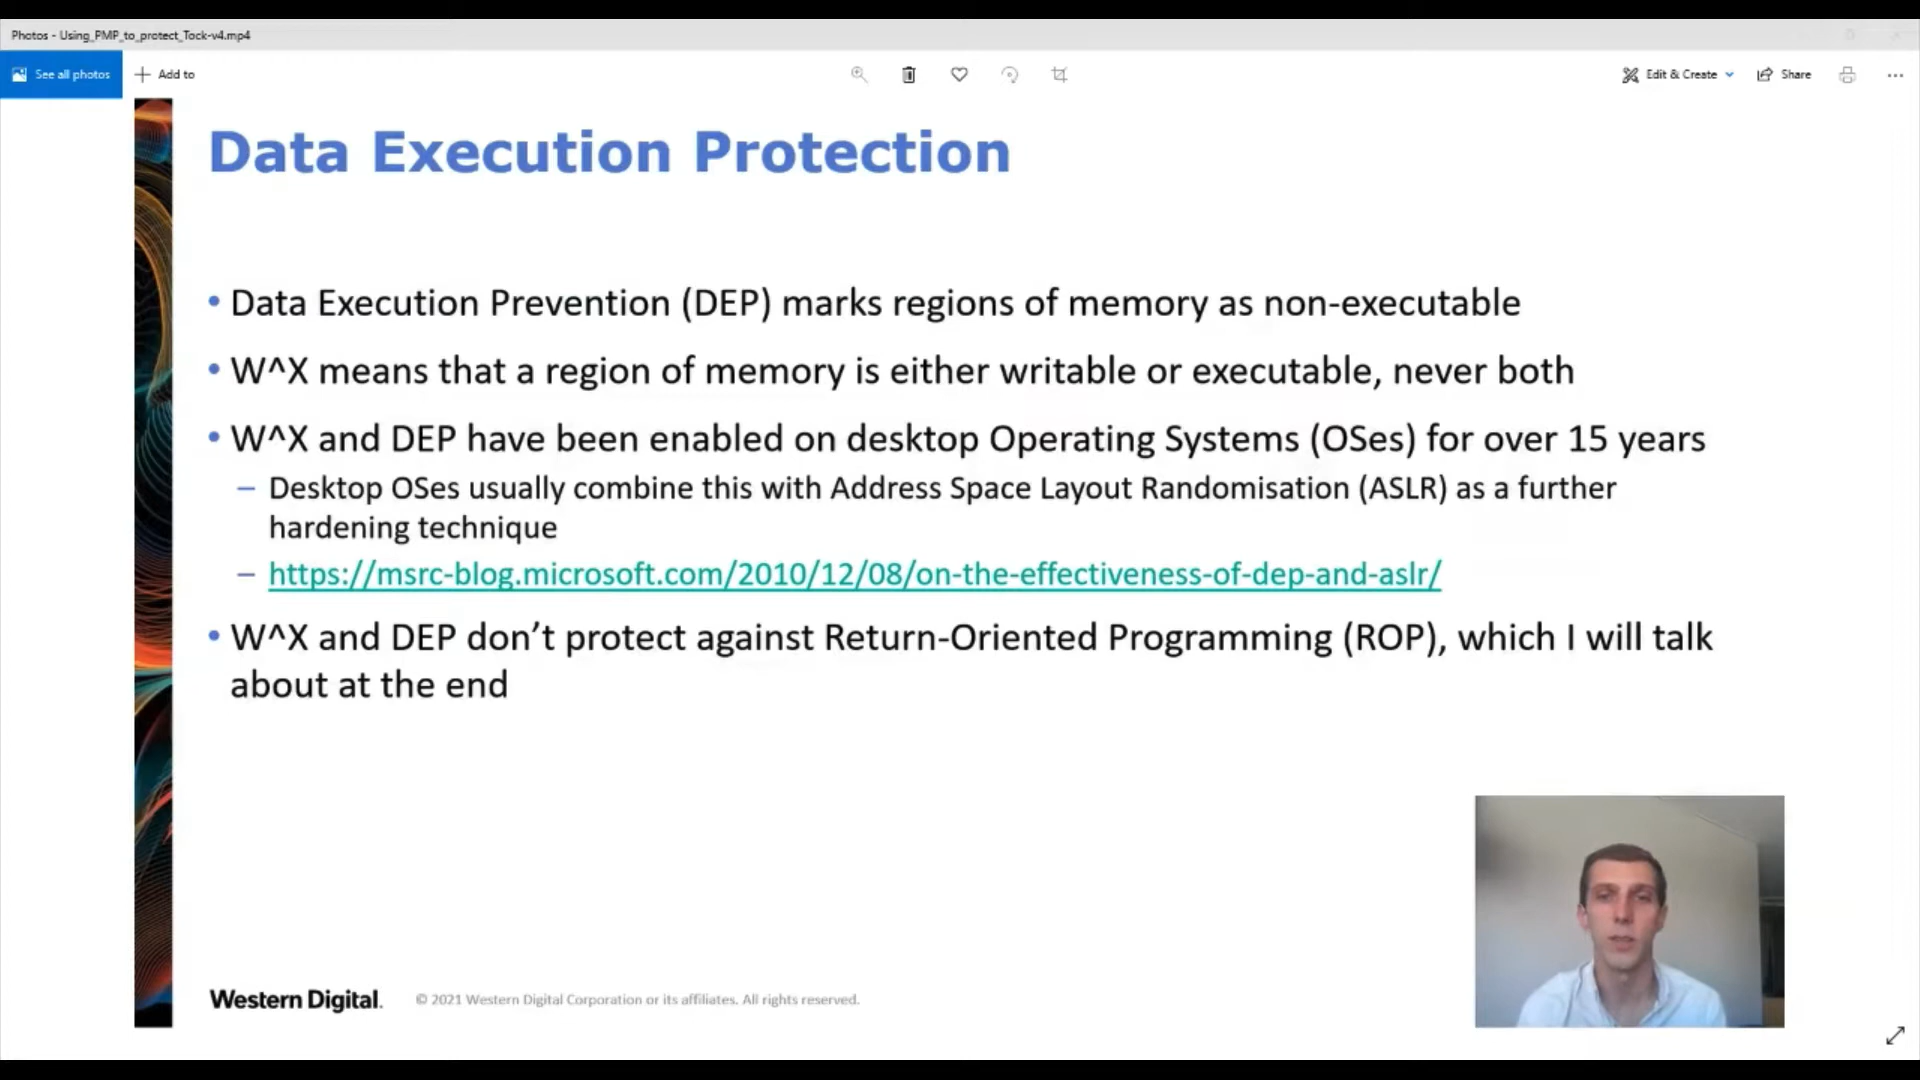 Photos - Using_PMP_to_protect_Tock-v4.mp4
See all photos
Add to
Edit & Create
Share
Data Execution Protection
• Data Execution Prevention (DEP) marks regions of memory as non-executable
• W^X means that a region of memory is either writable or executable, never both
• W^X and DEP have been enabled on desktop Operating Systems (OSes) for over 15 years
– Desktop OSes usually combine this with Address Space Layout Randomisation (ASLR) as a further
hardening technique
– https://msrc-blog.microsoft.com/2010/12/08/on-the-effectiveness-of-dep-and-aslr/
• W^X and DEP don’t protect against Return-Oriented Programming (ROP), which I will talk
about at the end
Western Digital.
© 2021 Western Digital Corporation or its affiliates. All rights reserved.